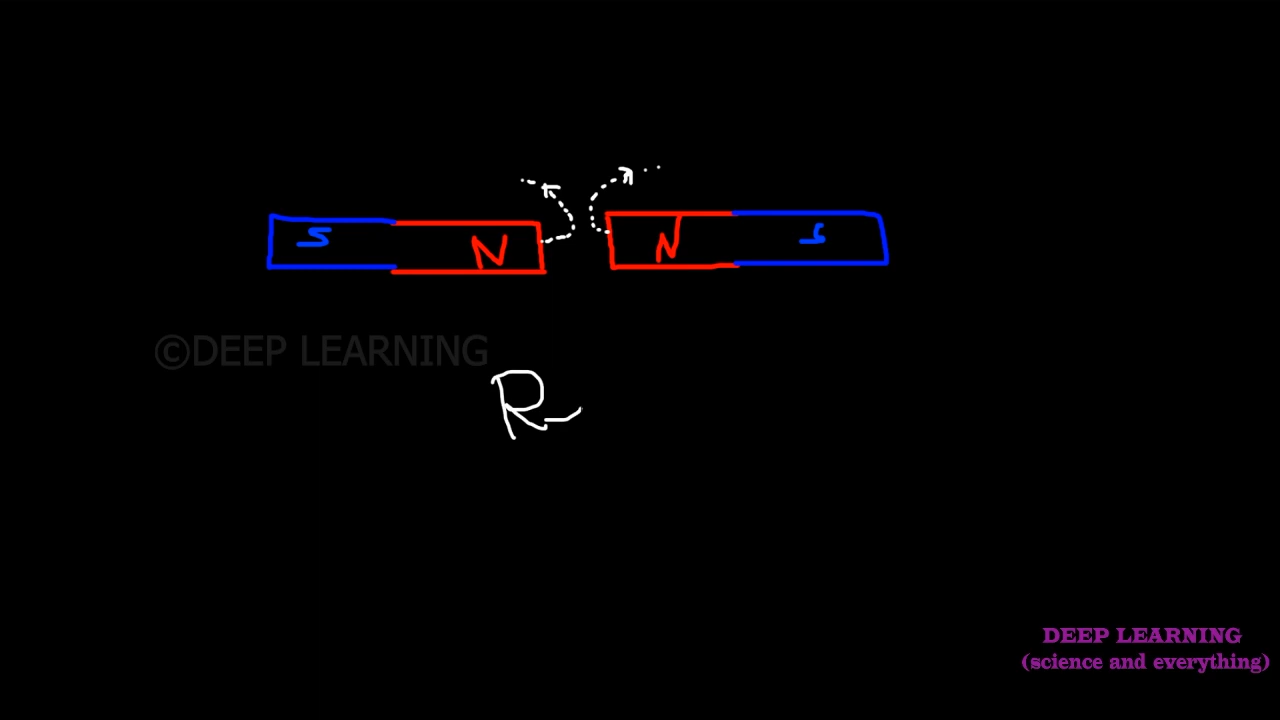 S N N S
©DEEP LEARNING
R
DEEP LEARNING
(science and everything)